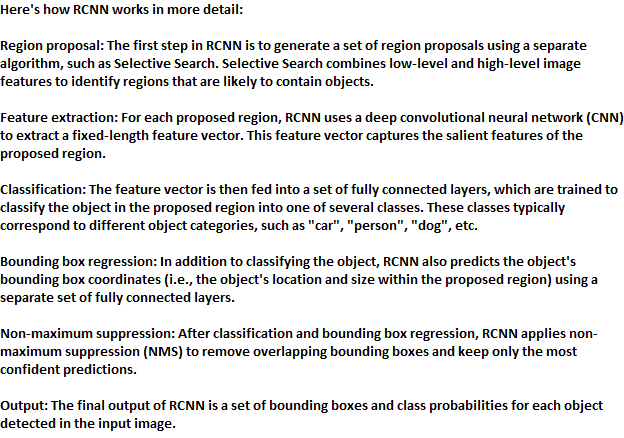 Here's how RCNN works in more detail:
Region proposal: The first step in RCNN is to generate a set of region proposals using a separate
algorithm, such as Selective Search. Selective Search combines low-level and high-level image
features to identify regions that are likely to contain objects.
Feature extraction: For each proposed region, RCNN uses a deep convolutional neural network (CNN)
to extract a fixed-length feature vector. This feature vector captures the salient features of the
proposed region.
Classification: The feature vector is then fed into a set of fully connected layers, which are trained to
classify the object in the proposed region into one of several classes. These classes typically
correspond to different object categories, such as "car", "person", "dog", etc.
Bounding box regression: In addition to classifying the object, RCNN also predicts the object's
bounding box coordinates (i.e., the object's location and size within the proposed region) using a
separate set of fully connected layers.
Non-maximum suppression: After classification and bounding box regression, RCNN applies non-
maximum suppression (NMS) to remove overlapping bounding boxes and keep only the most
confident predictions.
Output: The final output of RCNN is a set of bounding boxes and class probabilities for each object
detected in the input image.